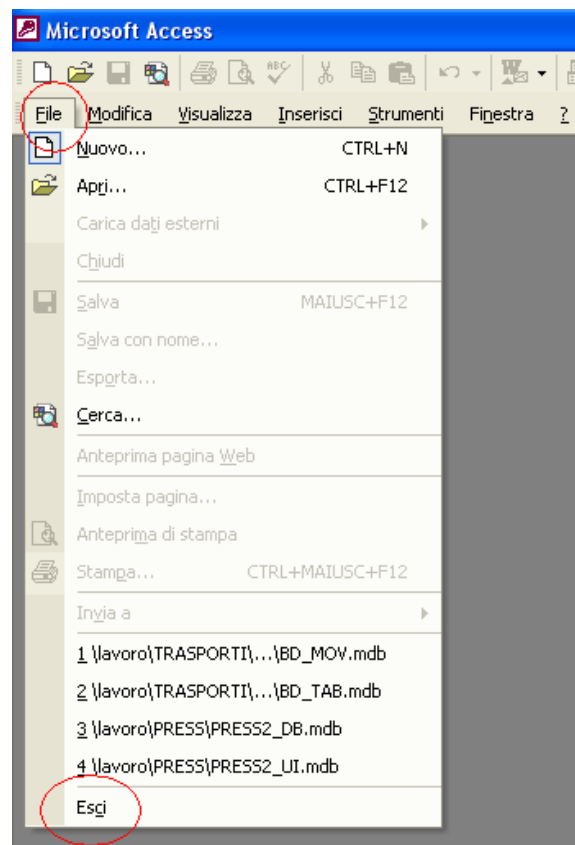 Microsoft Access
File Modifica Visualizza Inserisci Strumenti Finestra ?
Nuovo... CTRL+N
Apri... CTRL+F12
Carica dati esterni
Chiudi
Salva MAIUSC+F12
Salva con nome...
Esporta...
Cerca...
Anteprima pagina Web
Imposta pagina...
Anteprima di stampa
Stampa... CTRL+MAIUSC+F12
Invia a
1 \lavoro\TRASPORTI\...\BD_MOV.mdb
2 \lavoro\TRASPORTI\...\BD_TAB.mdb
3 \lavoro\PRESS\PRESS2_DB.mdb
4 \lavoro\PRESS\PRESS2_UI.mdb
Esci